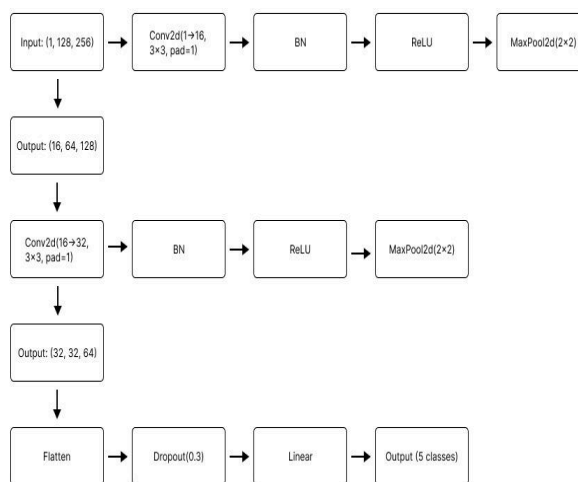 Input: (1, 128, 256)
Conv2d(1→16,
3×3, pad=1)
BN
ReLU
MaxPool2d(2×2)
Output: (16, 64, 128)
Conv2d(16→32,
3×3, pad=1)
BN
ReLU
MaxPool2d(2×2)
Output: (32, 32, 64)
Flatten
Dropout(0.3)
Linear
Output (5 classes)